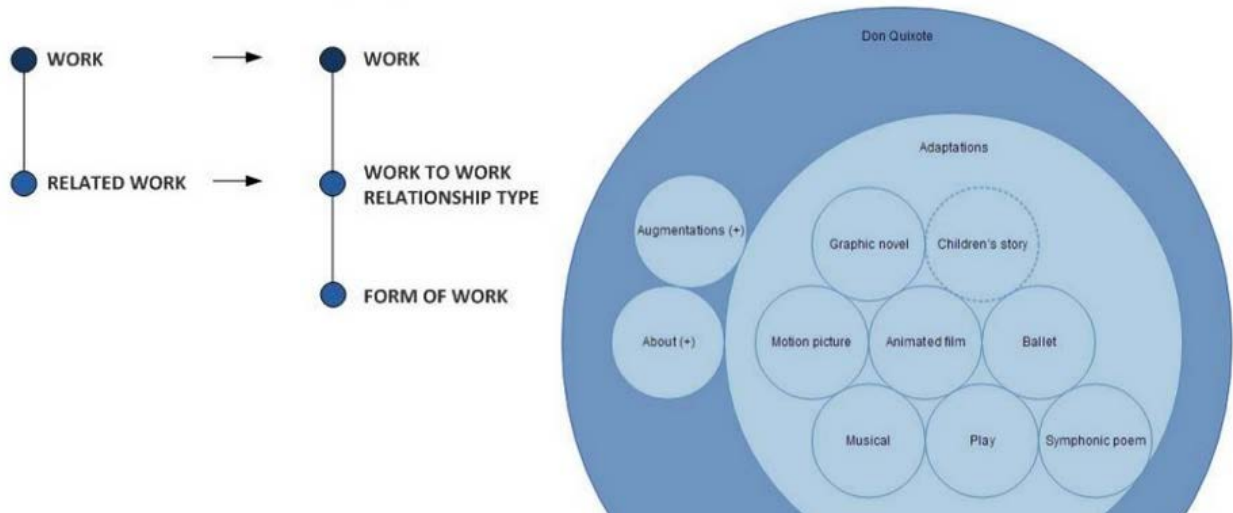 WORK
WORK
RELATED WORK
WORK TO WORK
RELATIONSHIP TYPE
FORM OF WORK
Don Quixote
Adaptations
Augmentations (+)
Graphic novel
Children's story
About (+)
Motion picture
Animated film
Ballet
Musical
Play
Symphonic poem